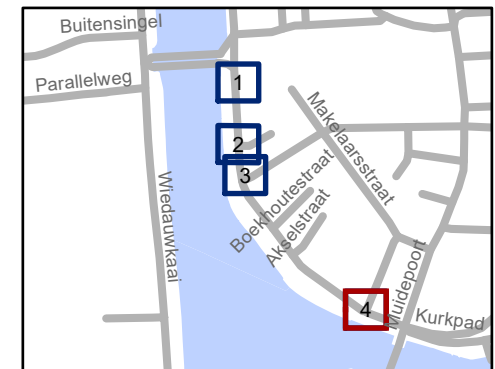 Buitensingel
Parallelweg
1
Makelaarsstraat
2
3
Boekhoutestraat
Wiedauwkaai
Akselstraat
Muidepoort
4
Kurkpad